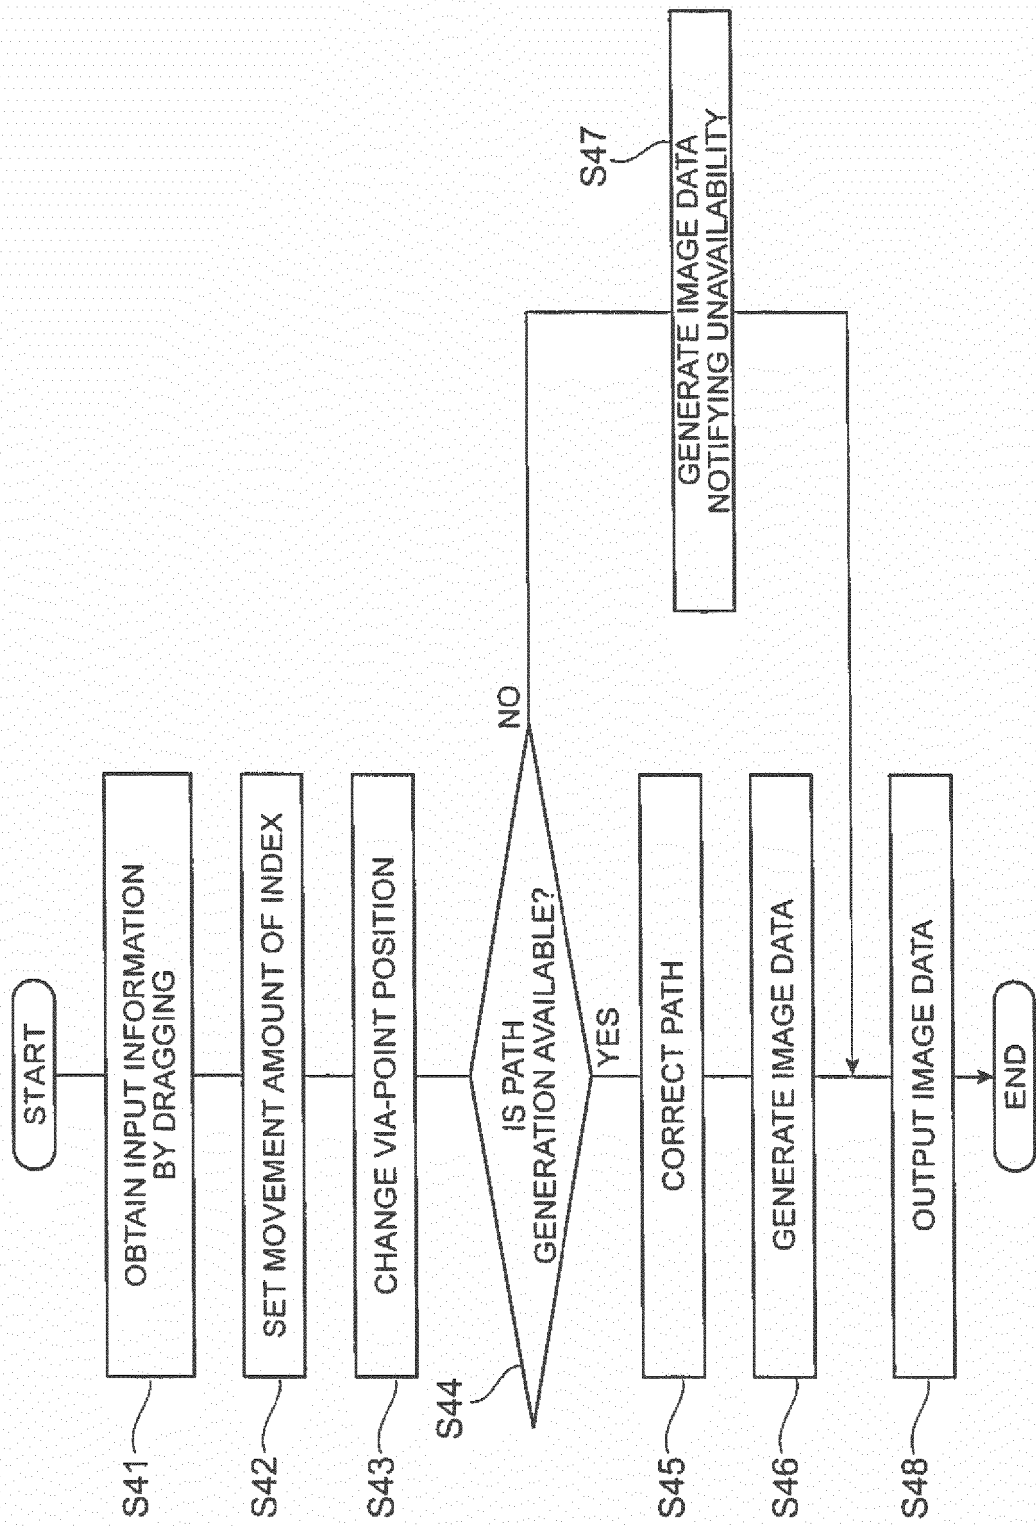 START
S41
OBTAIN INPUT INFORMATION
BY DRAGGING
S42
SET MOVEMENT AMOUNT OF INDEX
S43
CHANGE VIA-POINT POSITION
S44
IS PATH
GENERATION AVAILABLE?
NO
YES
S45
CORRECT PATH
S46
GENERATE IMAGE DATA
S47
GENERATE IMAGE DATA
NOTIFYING UNAVAILABILITY
S48
OUTPUT IMAGE DATA
END